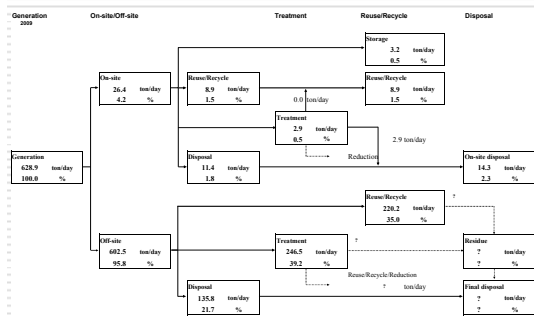 Generation On-site/Off-site Treatment Reuse/Recycle Disposal
2009
Storage
3.2 ton/day
0.5 %
On-site
26.4 ton/day
4.2 %
Reuse/Recycle
8.9 ton/day
1.5 %
Reuse/Recycle
8.9 ton/day
1.5 %
0.0 ton/day
Treatment
2.9 ton/day
0.5 %
2.9 ton/day
Reduction
Generation
628.9 ton/day
100.0 %
Disposal
11.4 ton/day
1.8 %
On-site disposal
14.3 ton/day
2.3 %
Reuse/Recycle
220.2 ton/day
35.0 %
?
Off-site
602.5 ton/day
95.8 %
Treatment
246.5 ton/day
39.2 %
?
Residue
? ton/day
? %
Reuse/Recycle/Reduction
? ton/day
Disposal
135.8 ton/day
21.7 %
Final disposal
? ton/day
? %